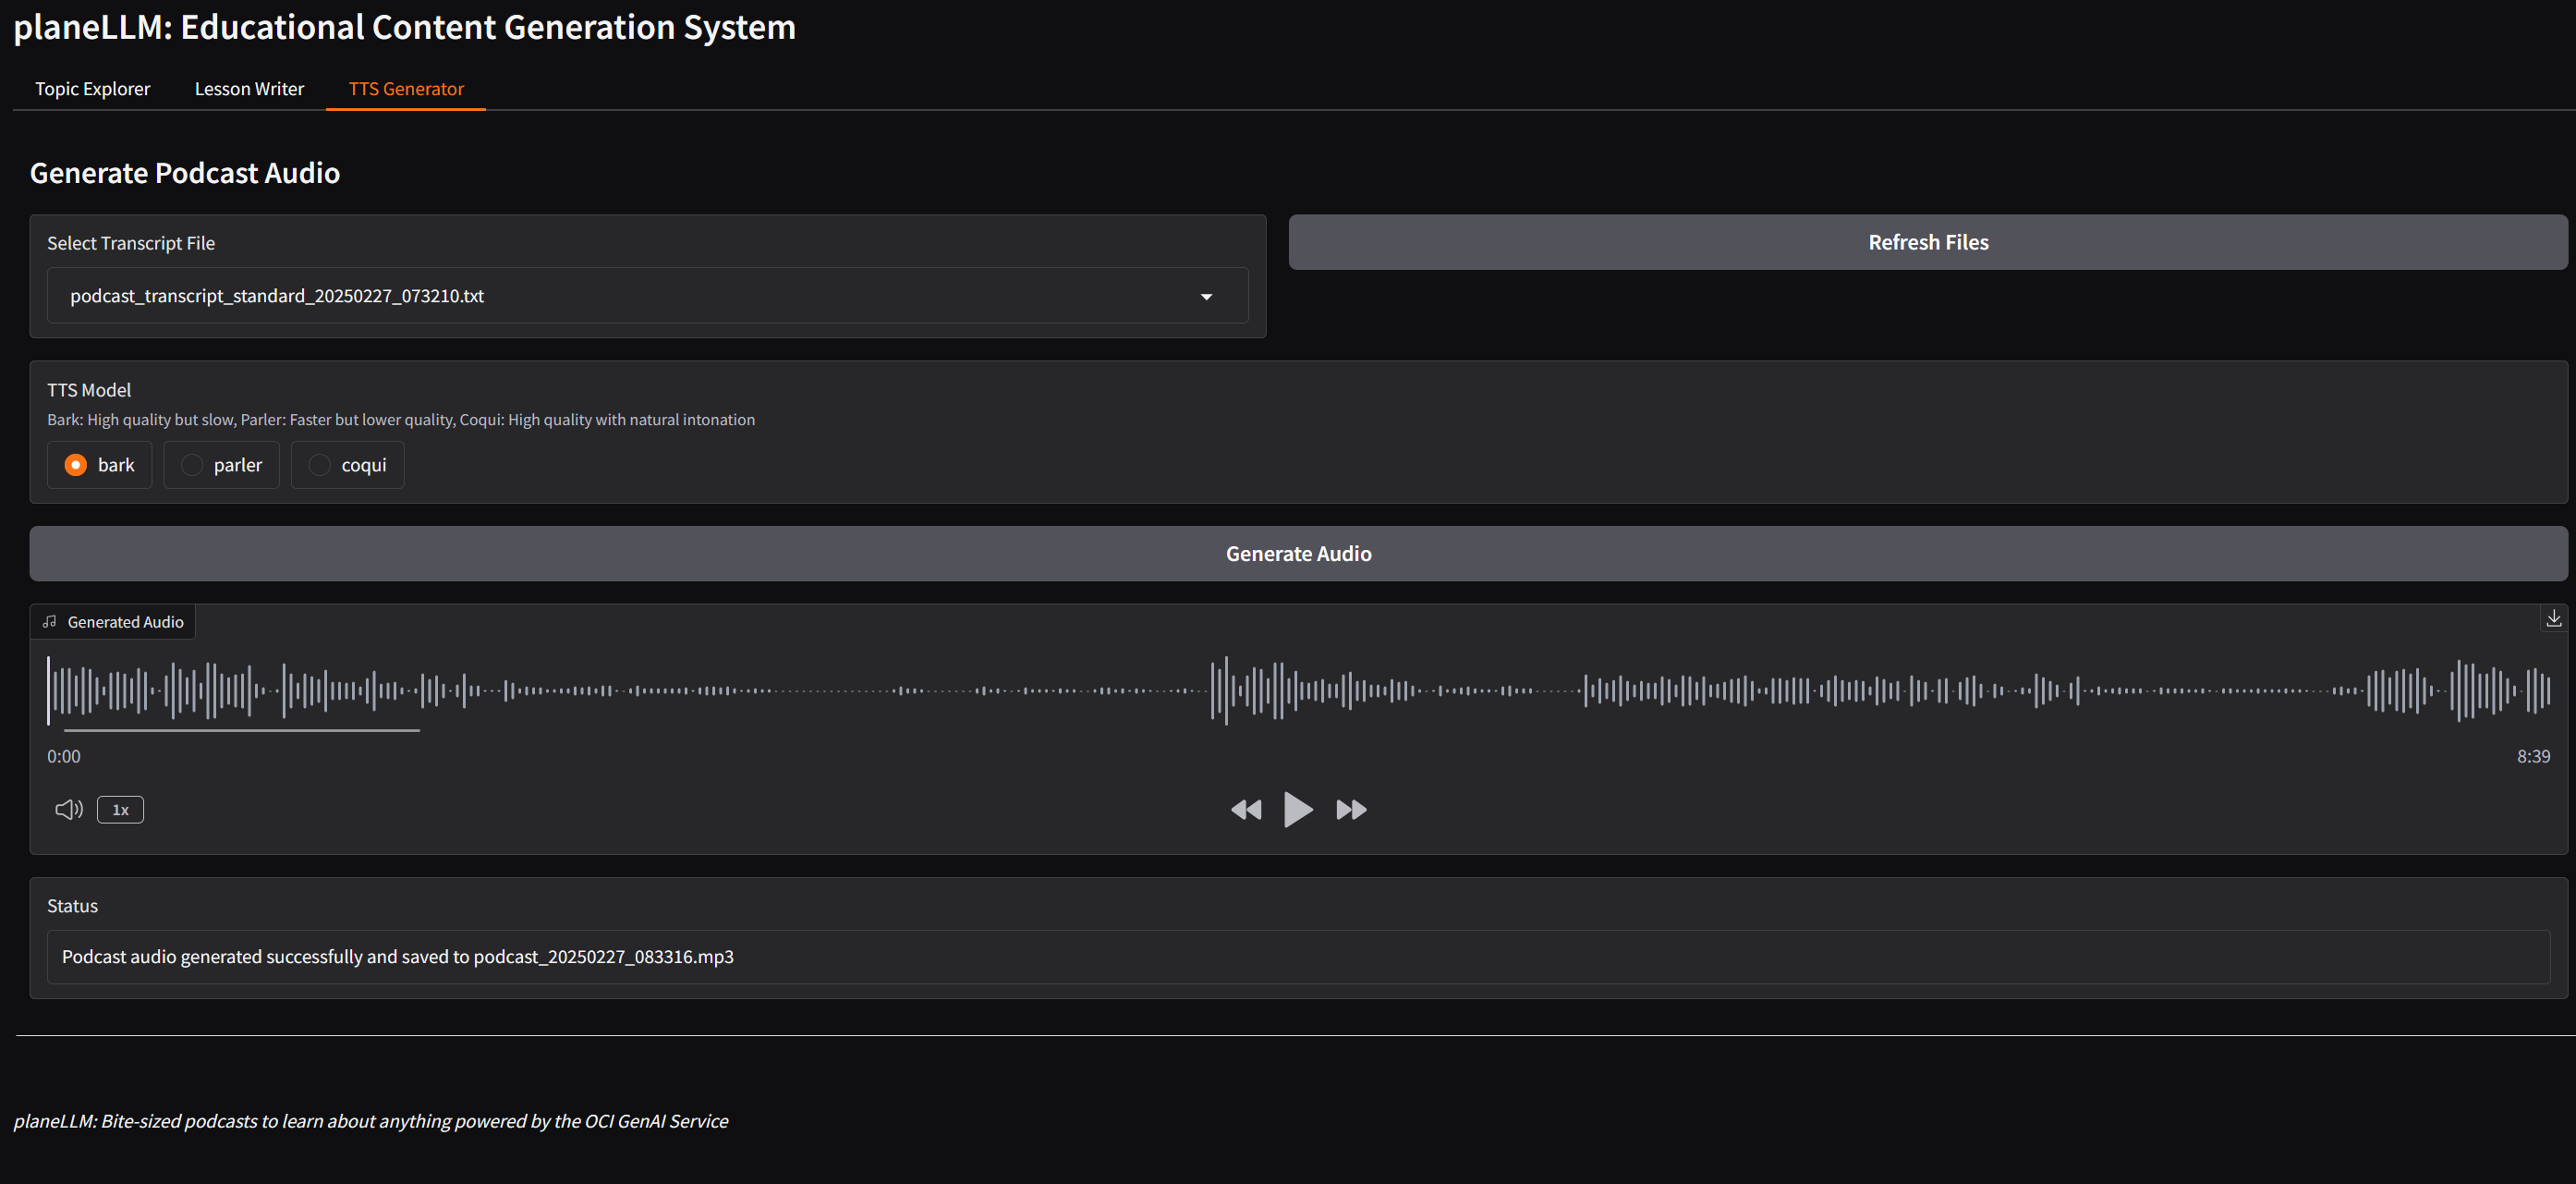 planeLLM: Educational Content Generation System
Topic Explorer Lesson Writer TTS Generator
Generate Podcast Audio
Select Transcript File
podcast_transcript_standard_20250227_073210.txt
Refresh Files
TTS Model
Bark: High quality but slow, Parler: Faster but lower quality, Coqui: High quality with natural intonation
bark parler coqui
Generate Audio
Generated Audio
0:00 8:39
1x
Status
Podcast audio generated successfully and saved to podcast_20250227_083316.mp3
planeLLM: Bite-sized podcasts to learn about anything powered by the OCI GenAI Service